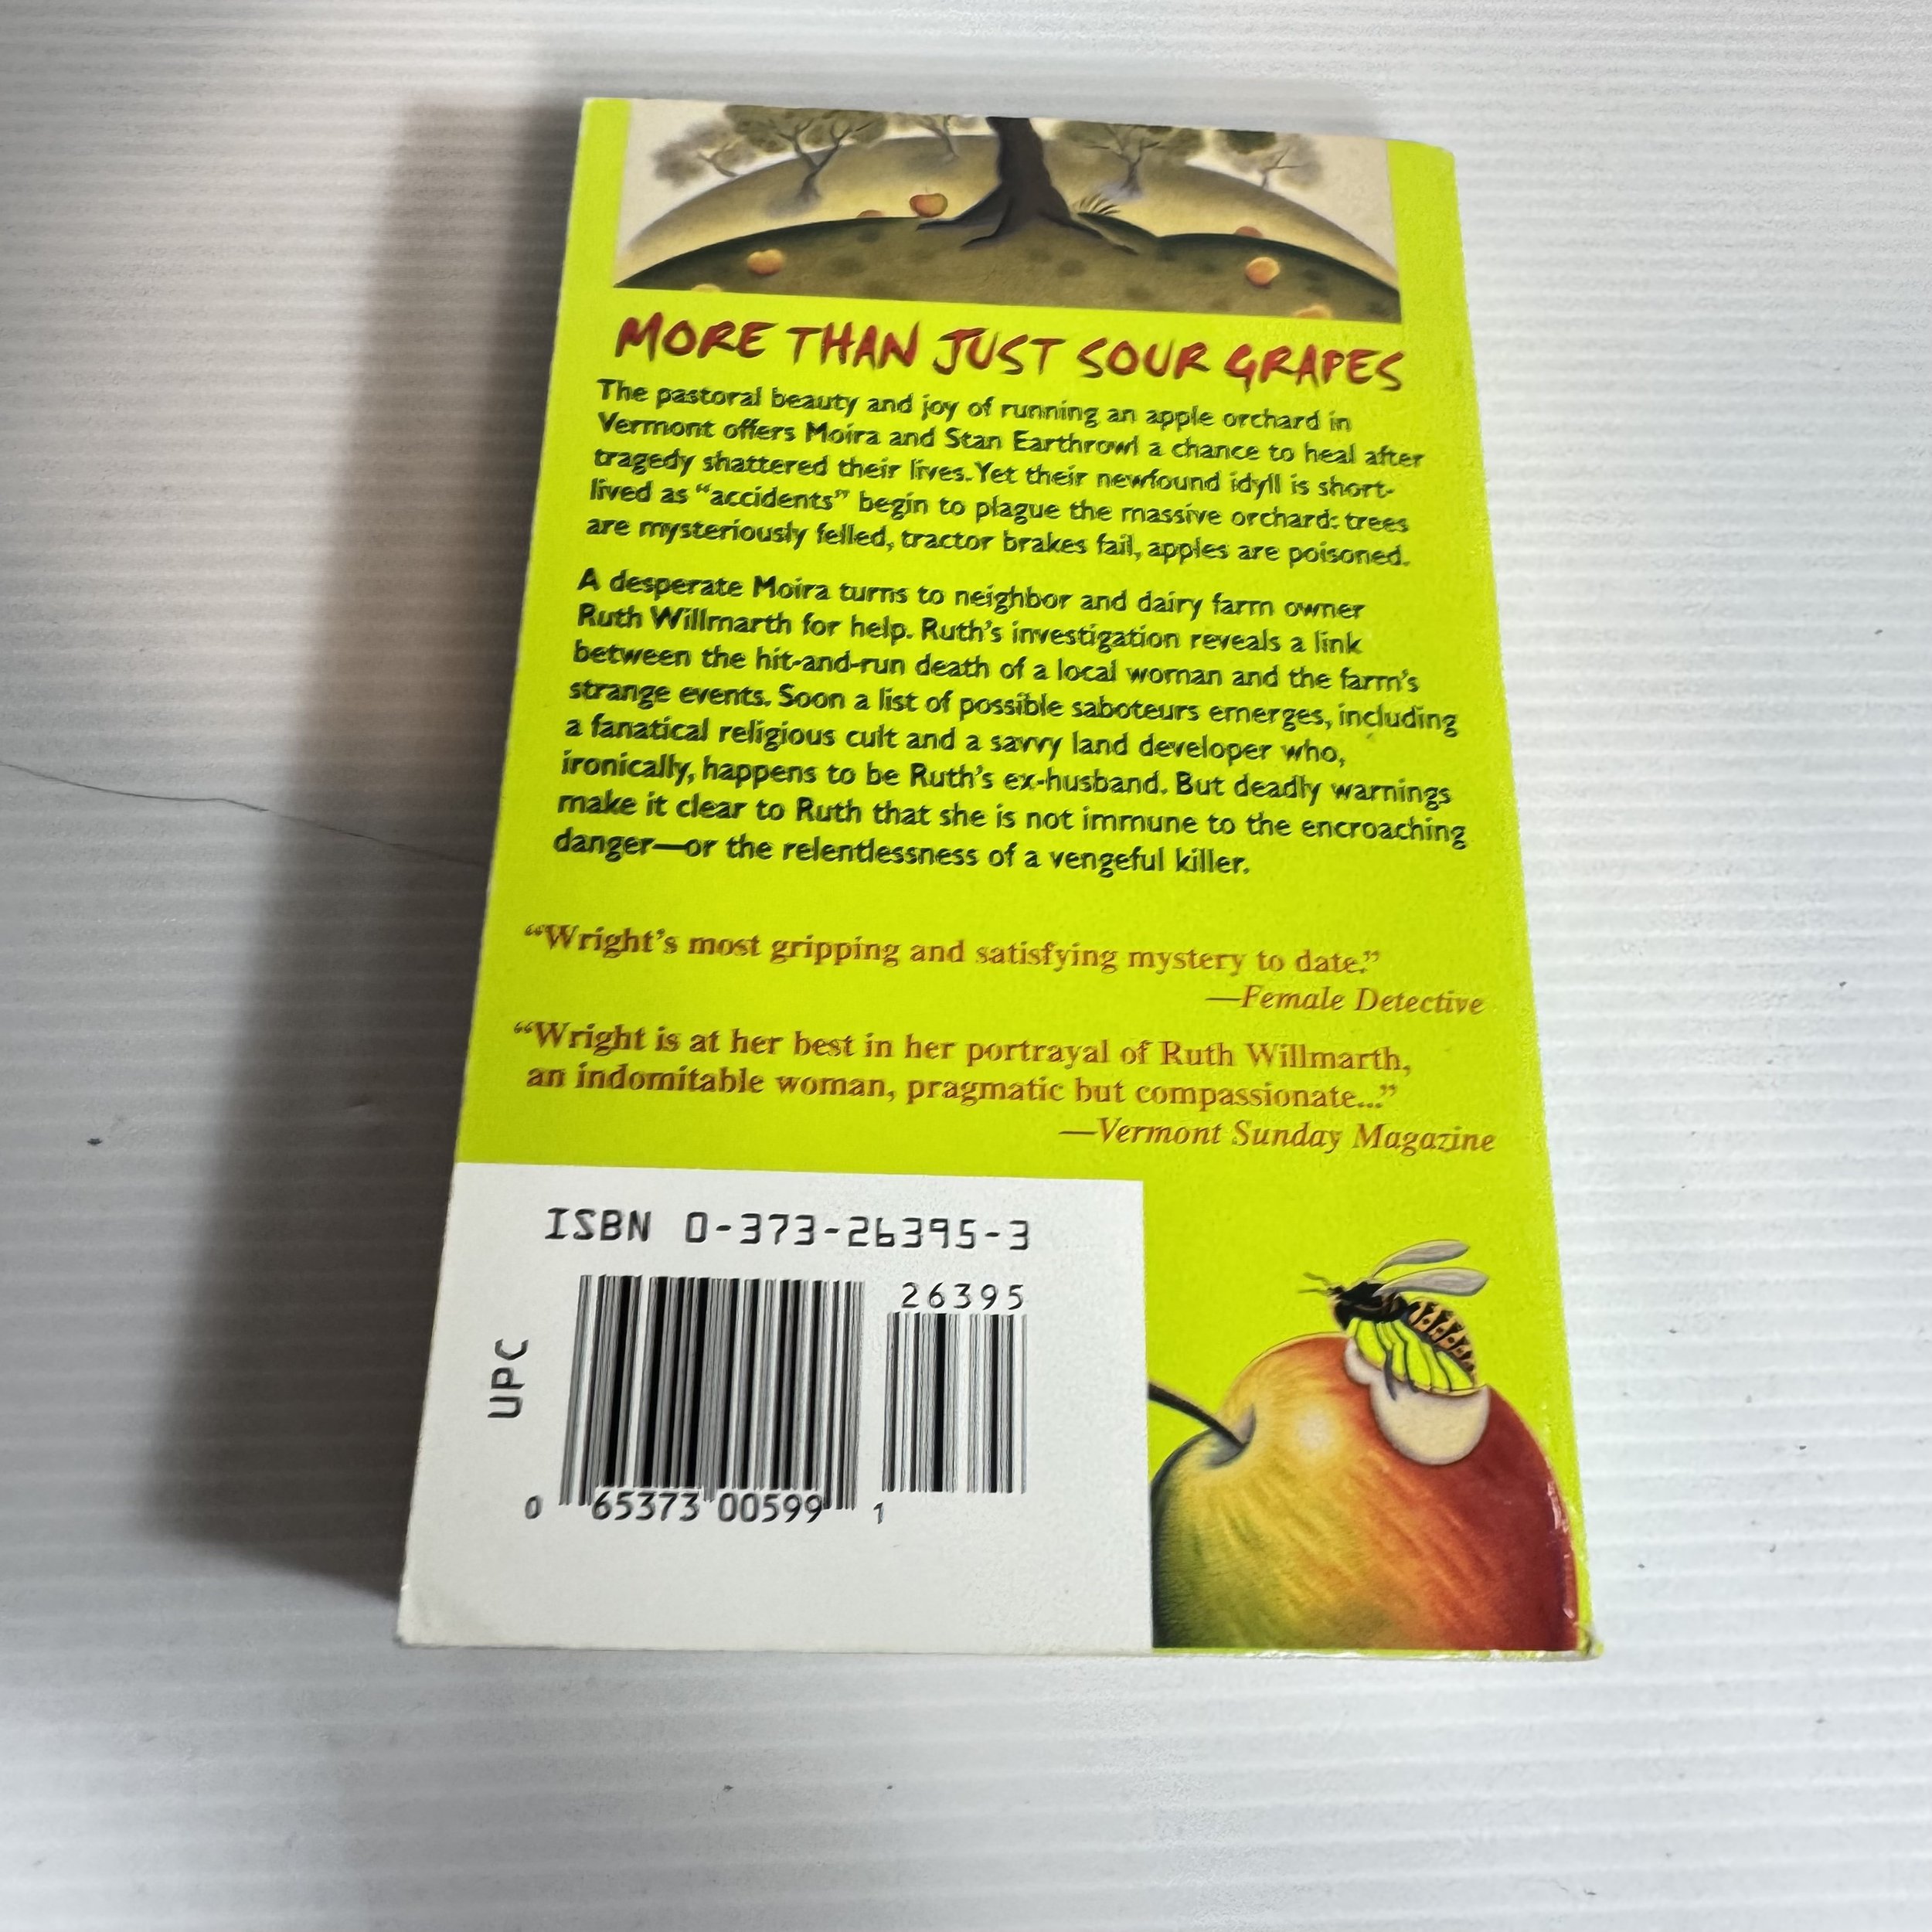 MORE THAN JUST SOUR GRAPES
The pastoral beauty and joy of running an apple orchard in
Vermont offers Moira and Stan Earthrowl a chance to heal after
tragedy shattered their lives. Yet their newfound idyll is short-
lived as “accidents” begin to plague the massive orchard: trees
are mysteriously felled, tractor brakes fail, apples are poisoned.
A desperate Moira turns to neighbor and dairy farm owner
Ruth Willmarth for help. Ruth's investigation reveals a link
between the hit-and-run death of a local woman and the farm's
strange events. Soon a list of possible saboteurs emerges, including
a fanatical religious cult and a savvy land developer who,
ironically, happens to be Ruth's ex-husband. But deadly warnings
make it clear to Ruth that she is not immune to the encroaching
danger—or the relentlessness of a vengeful killer.
“Wright's most gripping and satisfying mystery to date.”
—Female Detective
“Wright is at her best in her portrayal of Ruth Willmarth,
an indomitable woman, pragmatic but compassionate...”
—Vermont Sunday Magazine
ISBN 0-373-26395-3
26395
UPC
0 65373 00599 1